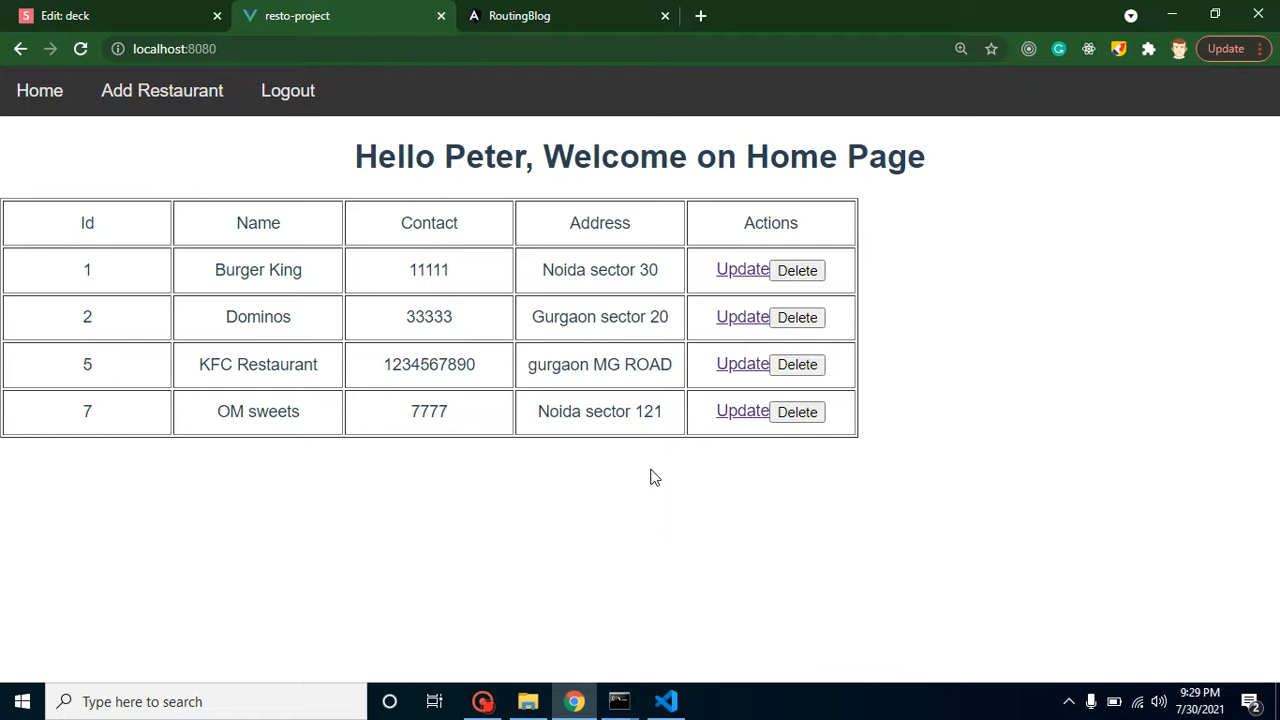 Edit: deck
resto-project
RoutingBlog
localhost:8080
Update
Home Add Restaurant Logout
Hello Peter, Welcome on Home Page
Id Name Contact Address Actions
1 Burger King 11111 Noida sector 30 Update Delete
2 Dominos 33333 Gurgaon sector 20 Update Delete
5 KFC Restaurant 1234567890 gurgaon MG ROAD Update Delete
7 OM sweets 7777 Noida sector 121 Update Delete
Type here to search
9:29 PM
7/30/2021
2